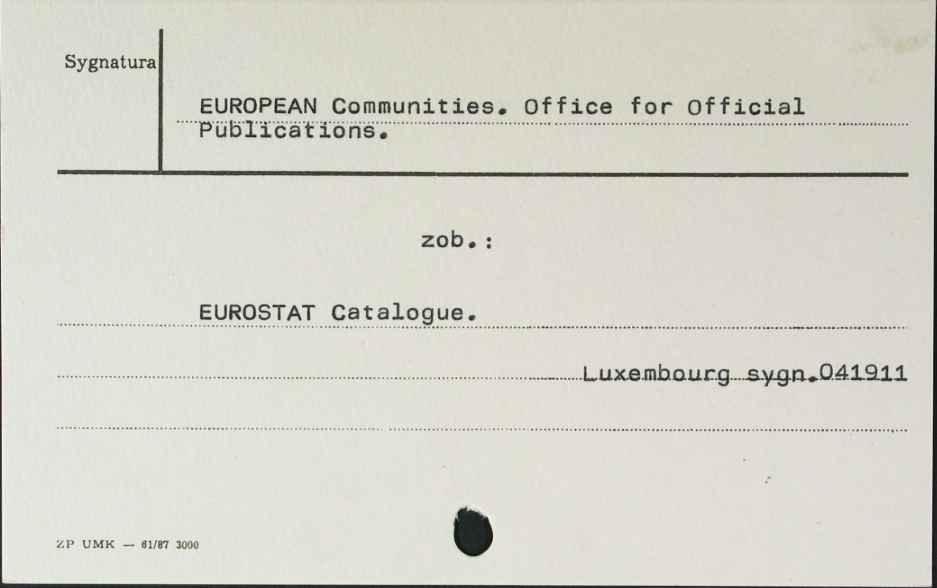 Sygnatura
EUROPEAN Communities. Office for Official
Publications.
zob.:
EUROSTAT Catalogue.
Luxembourg sygn.041911
ZP UMK — 61/87 3000